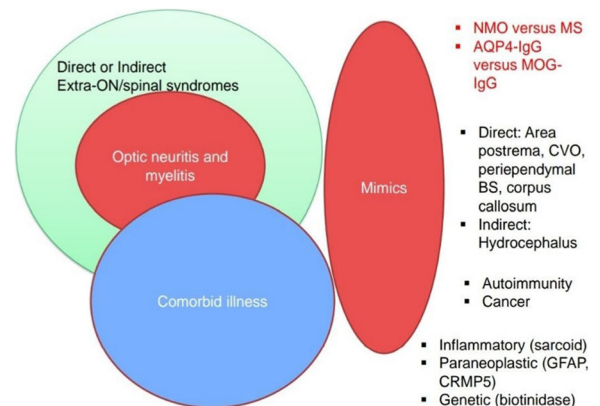 Direct or Indirect
Extra-ON/spinal syndromes
Optic neuritis and
myelitis
Comorbid illness
Mimics
▪ NMO versus MS
▪ AQP4-IgG
versus MOG-
IgG
▪ Direct: Area
postrema, CVO,
periependymal
BS, corpus
callosum
▪ Indirect:
Hydrocephalus
▪ Autoimmunity
▪ Cancer
▪ Inflammatory (sarcoid)
▪ Paraneoplastic (GFAP,
CRMP5)
▪ Genetic (biotinidase)